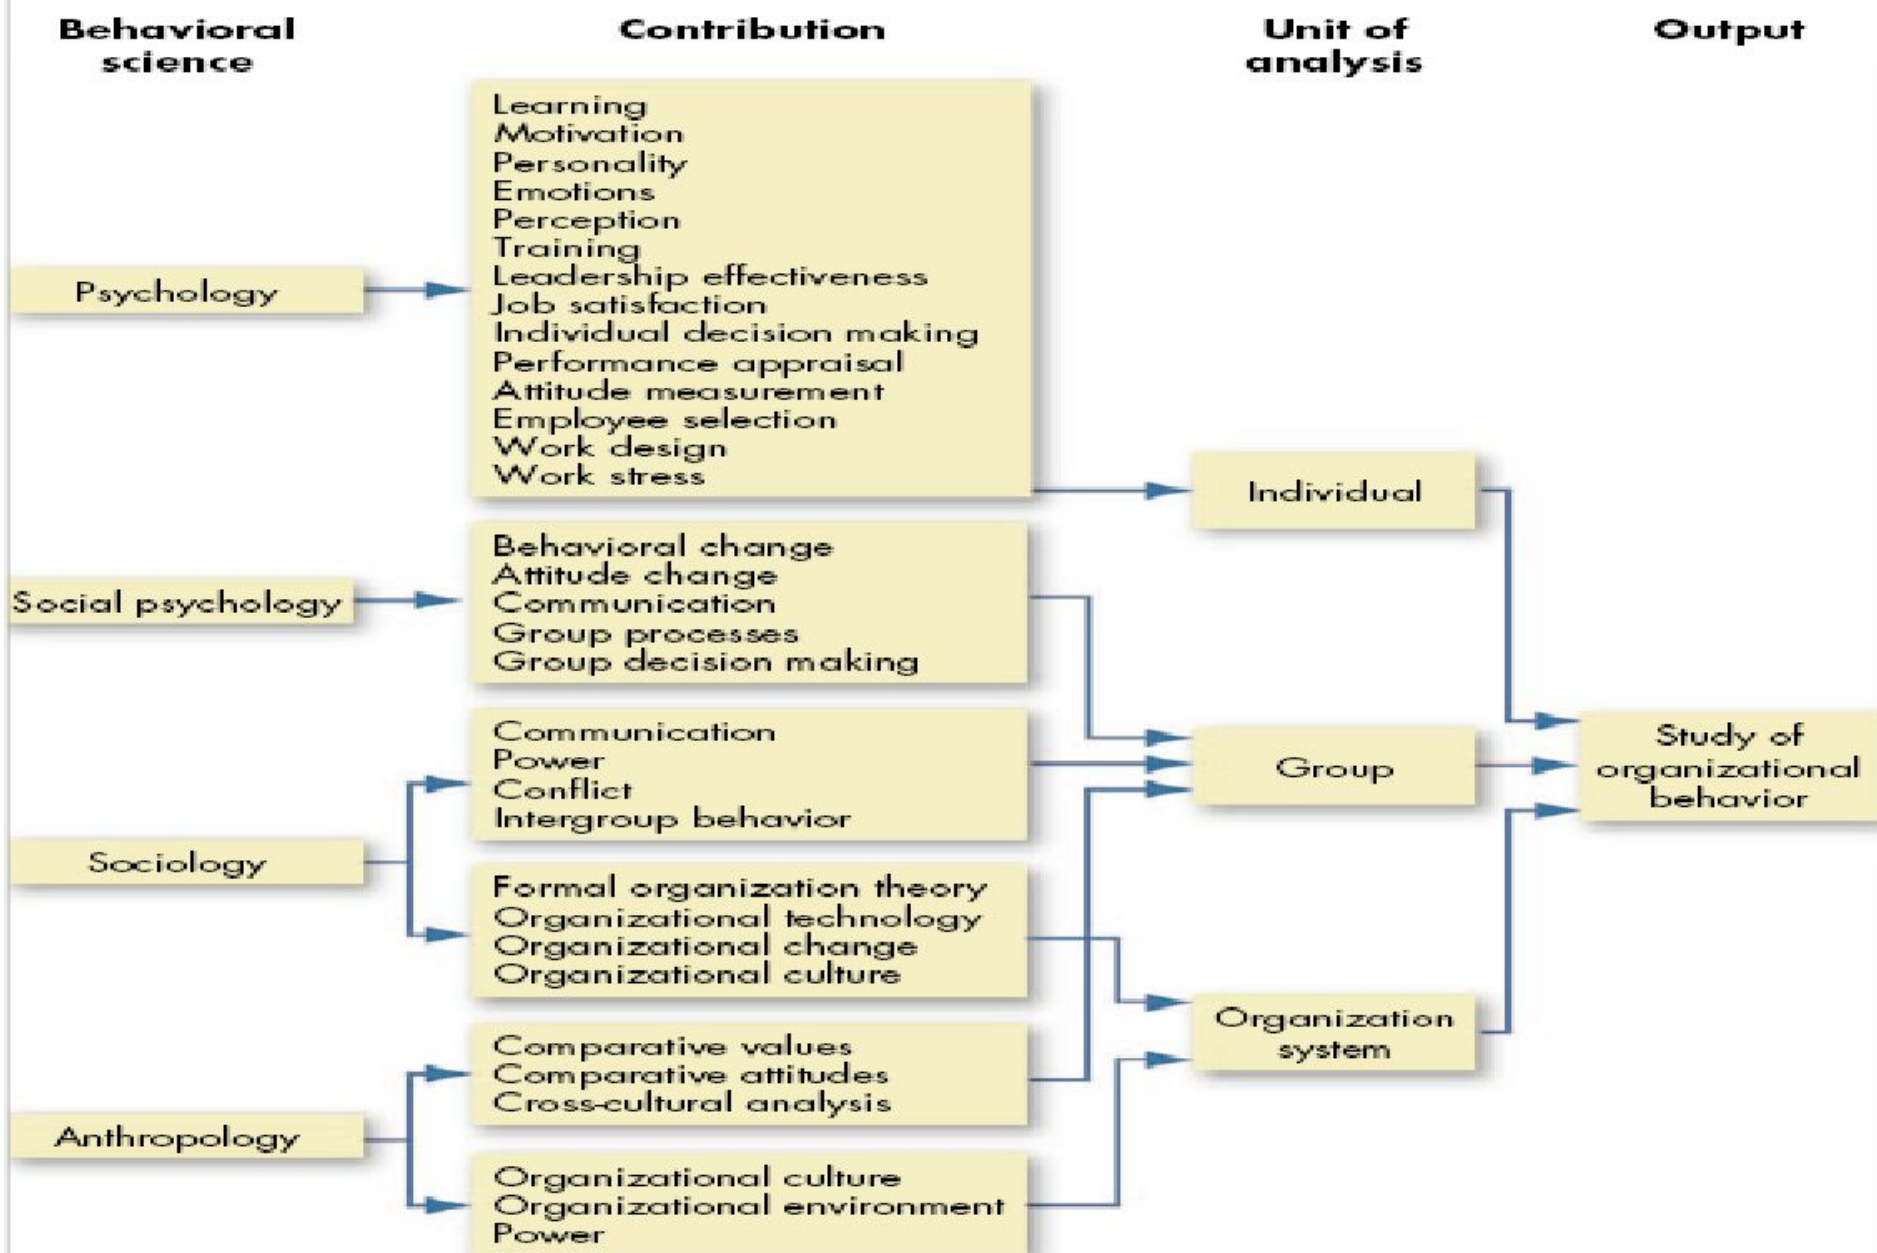 Behavioral
science
Contribution
Unit of
analysis
Output
Psychology
Learning
Motivation
Personality
Emotions
Perception
Training
Leadership effectiveness
Job satisfaction
Individual decision making
Performance appraisal
Attitude measurement
Employee selection
Work design
Work stress
Individual
Social psychology
Behavioral change
Attitude change
Communication
Group processes
Group decision making
Sociology
Communication
Power
Conflict
Intergroup behavior
Group
Study of
organizational
behavior
Formal organization theory
Organizational technology
Organizational change
Organizational culture
Organization
system
Anthropology
Comparative values
Comparative attitudes
Cross-cultural analysis
Organizational culture
Organizational environment
Power